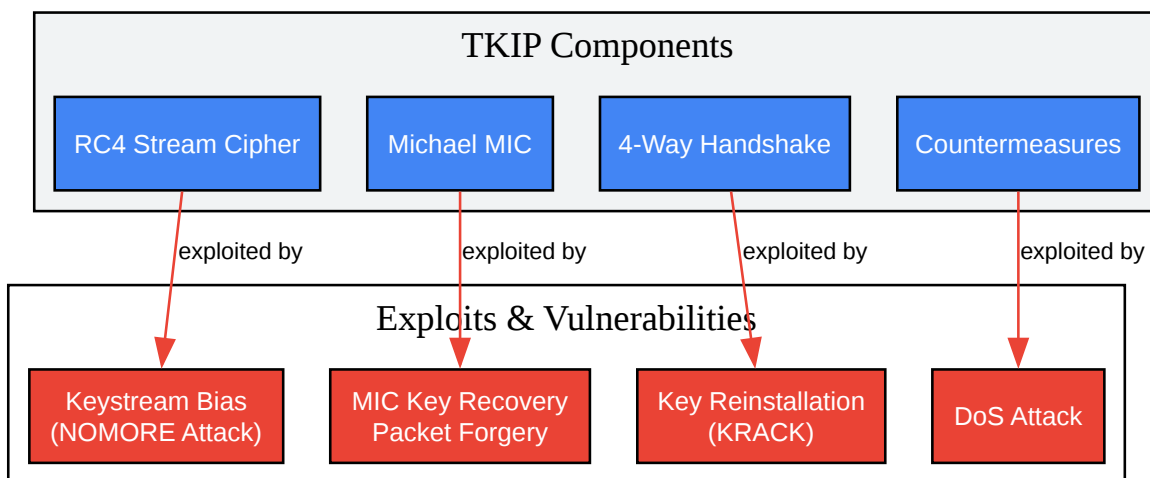 TKIP Components
RC4 Stream Cipher
Michael MIC
4-Way Handshake
Countermeasures
exploited by
exploited by
exploited by
exploited by
Exploits & Vulnerabilities
Keystream Bias
(NOMORE Attack)
MIC Key Recovery
Packet Forgery
Key Reinstallation
(KRACK)
DoS Attack